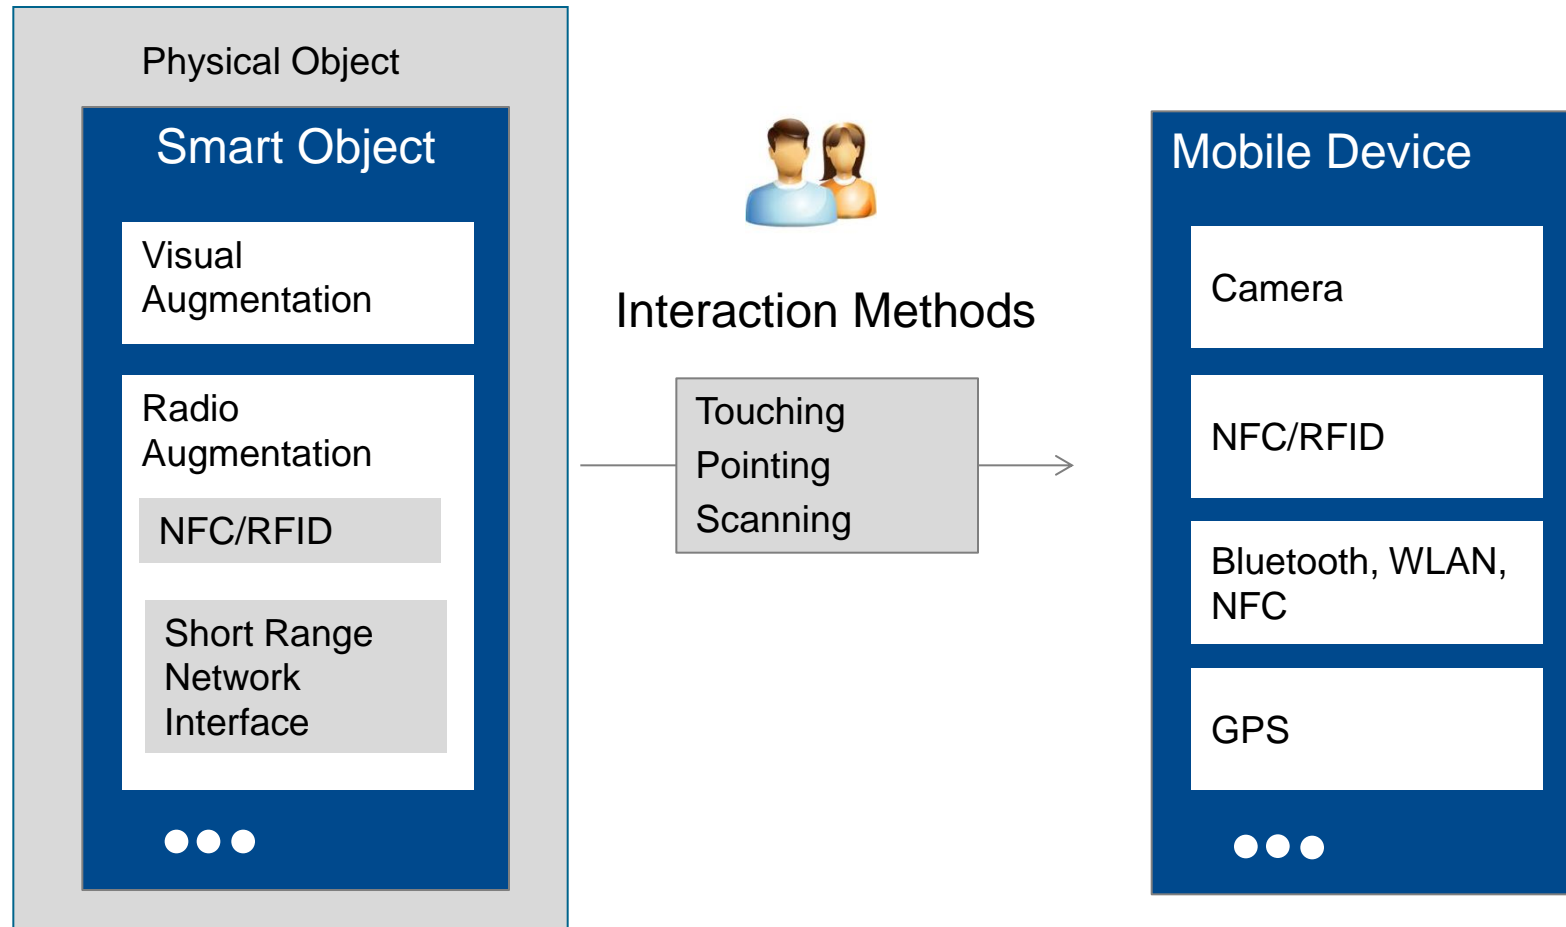 Physical Object
Smart Object
Visual
Augmentation
Radio
Augmentation
NFC/RFID
Short Range
Network
Interface
Interaction Methods
Touching
Pointing
Scanning
Mobile Device
Camera
NFC/RFID
Bluetooth, WLAN,
NFC
GPS